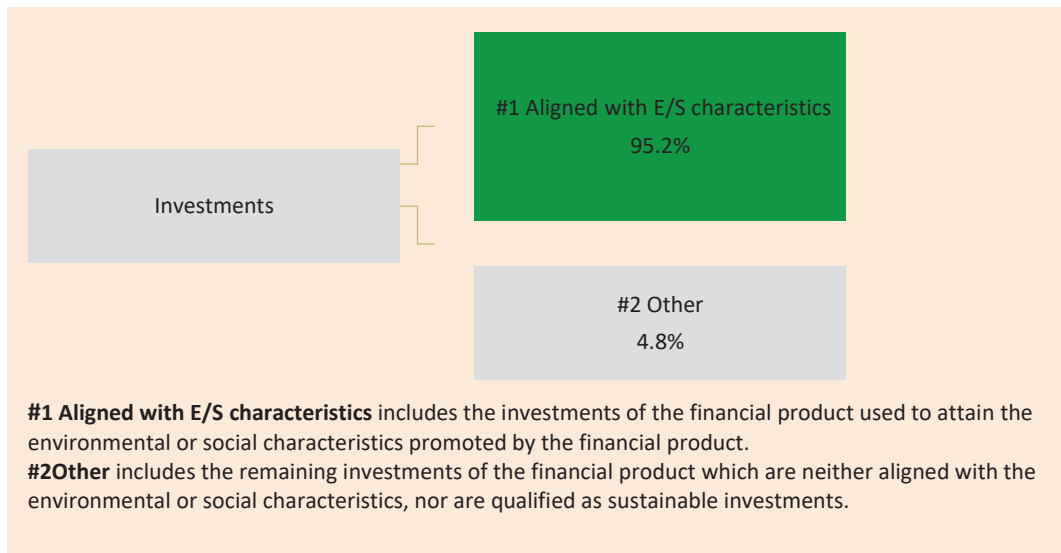 #1 Aligned with E/S characteristics
95.2%
Investments
#2 Other
4.8%
#1 Aligned with E/S characteristics includes the investments of the financial product used to attain the
environmental or social characteristics promoted by the financial product.
#2Other includes the remaining investments of the financial product which are neither aligned with the
environmental or social characteristics, nor are qualified as sustainable investments.